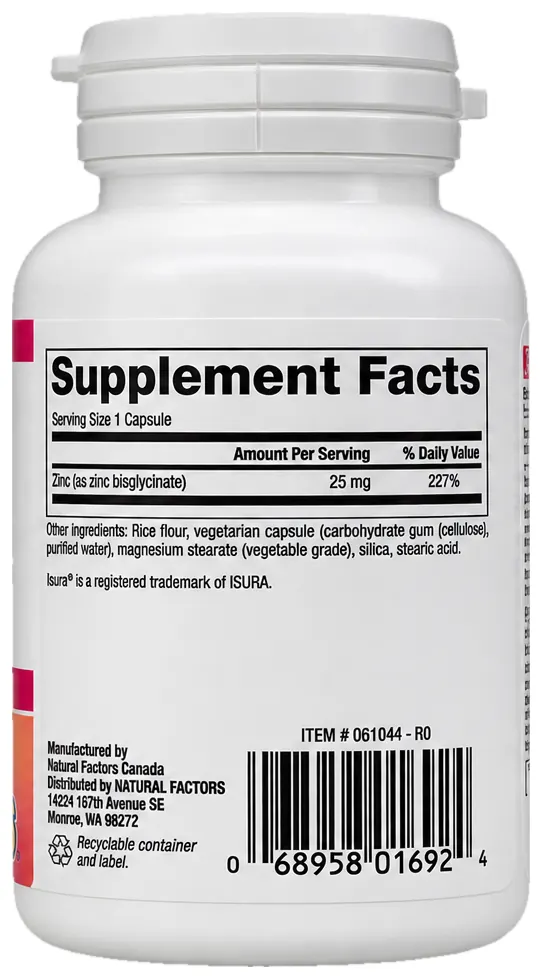 Supplement Facts
Serving Size 1 Capsule
Amount Per Serving % Daily Value
Zinc (as zinc bisglycinate) 25 mg 227%
Other ingredients: Rice flour, vegetarian capsule (carbohydrate gum (cellulose),
purified water), magnesium stearate (vegetable grade), silica, stearic acid.
Isura® is a registered trademark of ISURA.
ITEM # 061044 - R0
Manufactured by
Natural Factors Canada
Distributed by NATURAL FACTORS
14224 167th Avenue SE
Monroe, WA 98272
Recyclable container
and label.
0 68958 01692 4